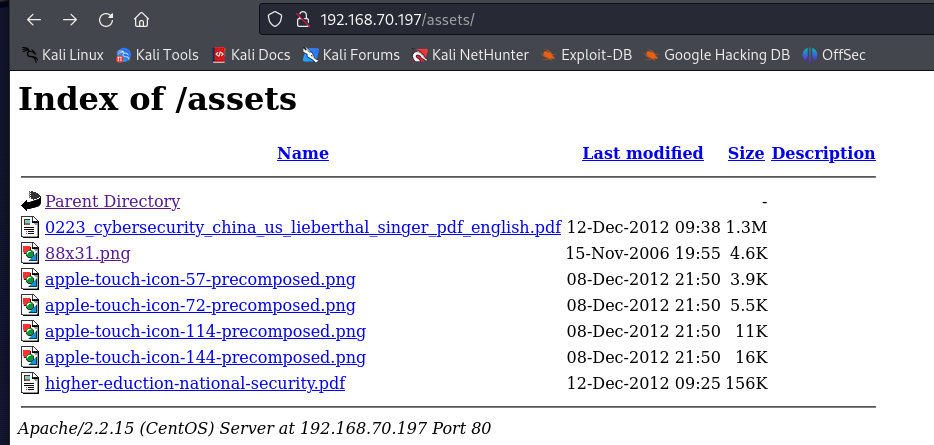 192.168.70.197/assets/
Kali Linux Kali Tools Kali Docs Kali Forums Kali NetHunter Exploit-DB Google Hacking DB OffSec
Index of /assets
Name Last modified Size Description
Parent Directory -
0223_cybersecurity_china_us_lieberthal_singer_pdf_english.pdf 12-Dec-2012 09:38 1.3M
88x31.png 15-Nov-2006 19:55 4.6K
apple-touch-icon-57-precomposed.png 08-Dec-2012 21:50 3.9K
apple-touch-icon-72-precomposed.png 08-Dec-2012 21:50 5.5K
apple-touch-icon-114-precomposed.png 08-Dec-2012 21:50 11K
apple-touch-icon-144-precomposed.png 08-Dec-2012 21:50 16K
higher-eduction-national-security.pdf 12-Dec-2012 09:25 156K
Apache/2.2.15 (CentOS) Server at 192.168.70.197 Port 80